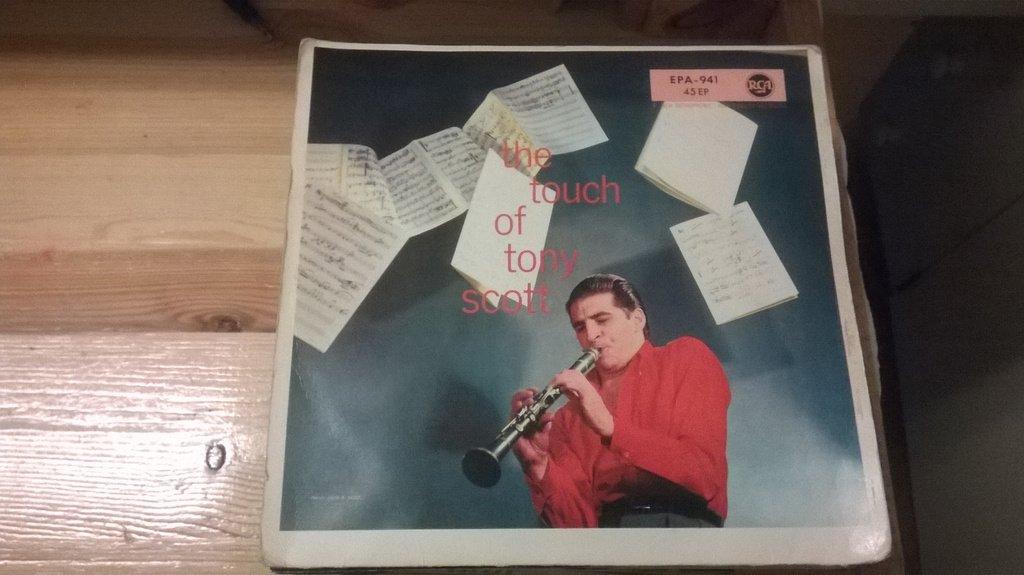 EPA-941
45 EP
RCA
the
touch
of
tony
scott